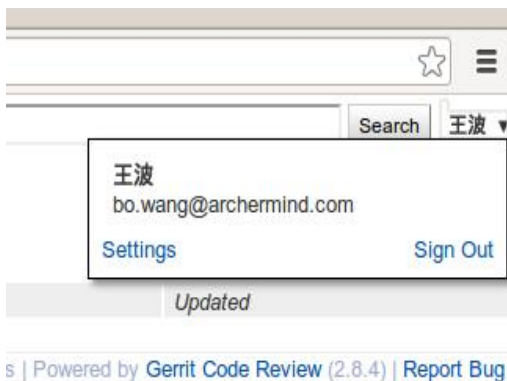 Search 王波 ▼
王波
bo.wang@archermind.com
Settings Sign Out
Updated
s | Powered by Gerrit Code Review (2.8.4) | Report Bug